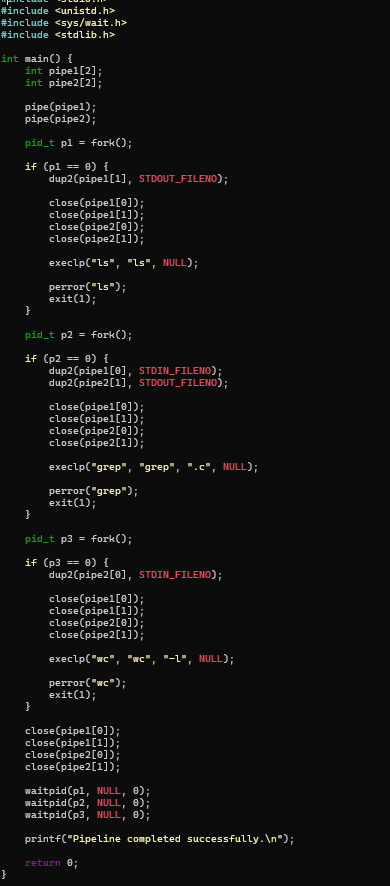 #include <stdio.h>
#include <unistd.h>
#include <sys/wait.h>
#include <stdlib.h>

int main() {
    int pipe1[2];
    int pipe2[2];

    pipe(pipe1);
    pipe(pipe2);

    pid_t p1 = fork();

    if (p1 == 0) {
        dup2(pipe1[1], STDOUT_FILENO);

        close(pipe1[0]);
        close(pipe1[1]);
        close(pipe2[0]);
        close(pipe2[1]);

        execlp("ls", "ls", NULL);

        perror("ls");
        exit(1);
    }

    pid_t p2 = fork();

    if (p2 == 0) {
        dup2(pipe1[0], STDIN_FILENO);
        dup2(pipe2[1], STDOUT_FILENO);

        close(pipe1[0]);
        close(pipe1[1]);
        close(pipe2[0]);
        close(pipe2[1]);

        execlp("grep", "grep", ".c", NULL);

        perror("grep");
        exit(1);
    }

    pid_t p3 = fork();

    if (p3 == 0) {
        dup2(pipe2[0], STDIN_FILENO);

        close(pipe1[0]);
        close(pipe1[1]);
        close(pipe2[0]);
        close(pipe2[1]);

        execlp("wc", "wc", "-l", NULL);

        perror("wc");
        exit(1);
    }

    close(pipe1[0]);
    close(pipe1[1]);
    close(pipe2[0]);
    close(pipe2[1]);

    waitpid(p1, NULL, 0);
    waitpid(p2, NULL, 0);
    waitpid(p3, NULL, 0);

    printf("Pipeline completed successfully.\n");

    return 0;
}